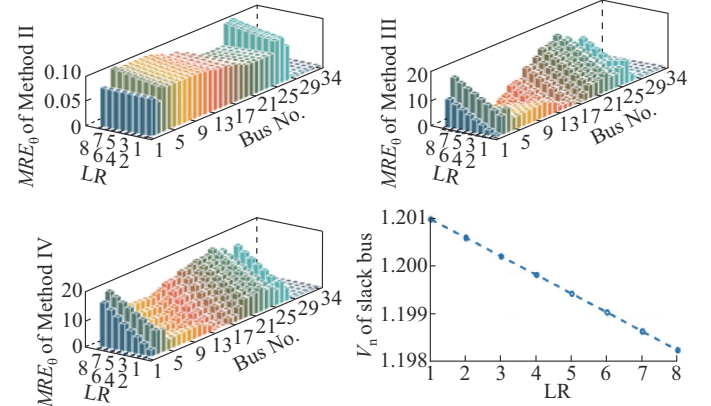 MREθ of Method II
0.10
0.05
0
8 7 6 5 4 3 2 1
LR
1 5 9 13 17 21 25 29 34
Bus No.
MREθ of Method III
20
10
0
8 7 6 5 4 3 2 1
LR
1 5 9 13 17 21 25 29 34
Bus No.
MREθ of Method IV
20
10
0
8 7 6 5 4 3 2 1
LR
1 5 9 13 17 21 25 29 34
Bus No.
Vn of slack bus
1.201
1.200
1.199
1.198
1 2 3 4 5 6 7 8
LR